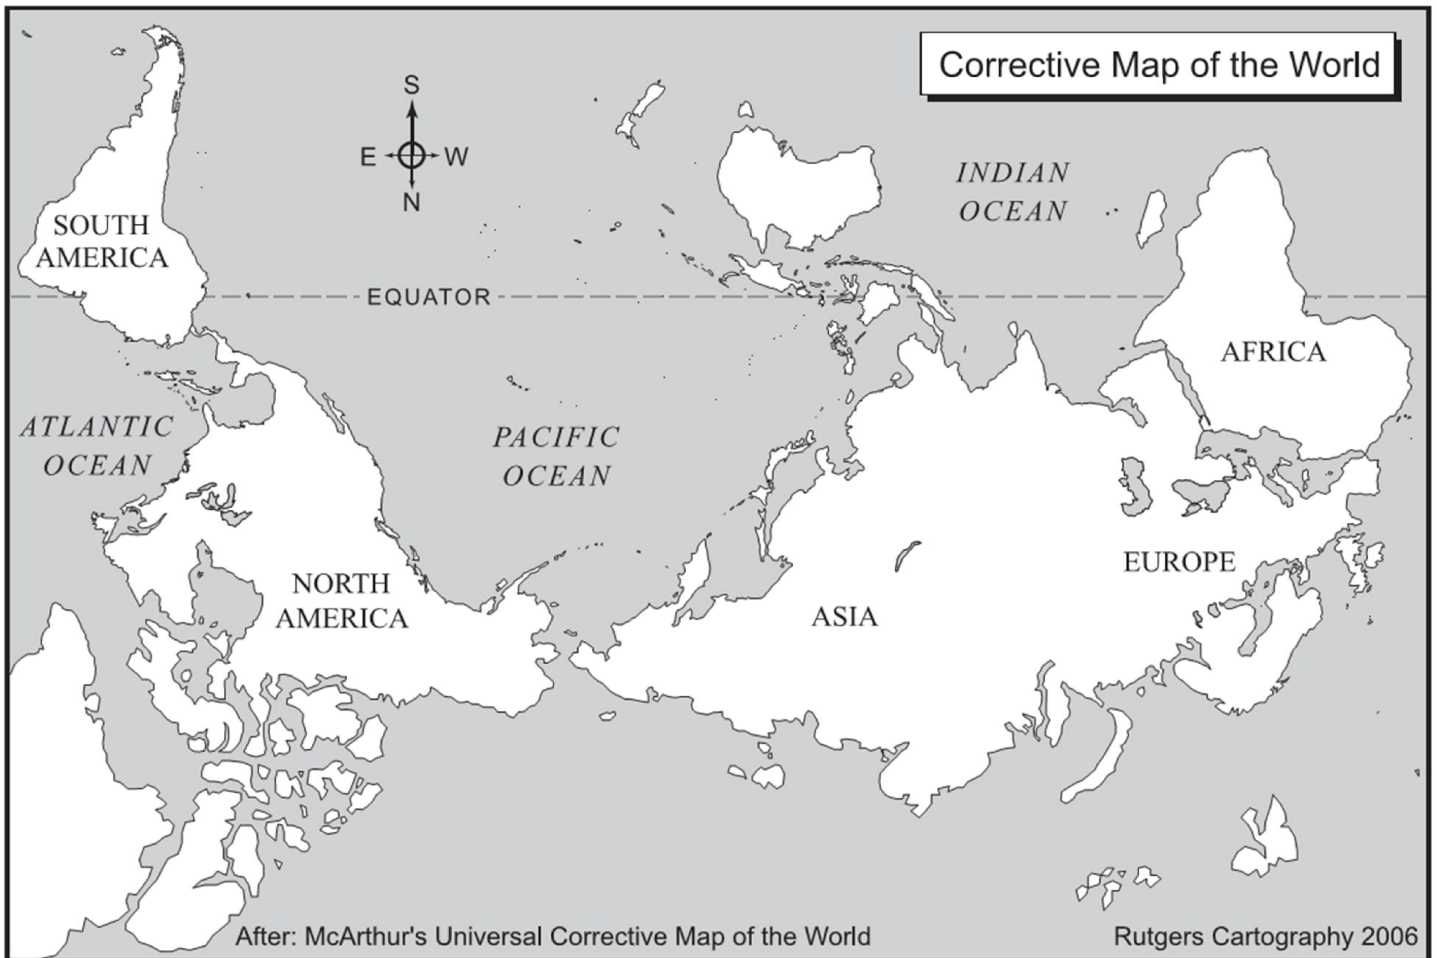 Corrective Map of the World
S
E W
N
INDIAN
OCEAN
SOUTH
AMERICA
EQUATOR
AFRICA
ATLANTIC
OCEAN
PACIFIC
OCEAN
EUROPE
NORTH
AMERICA
ASIA
After: McArthur's Universal Corrective Map of the World
Rutgers Cartography 2006